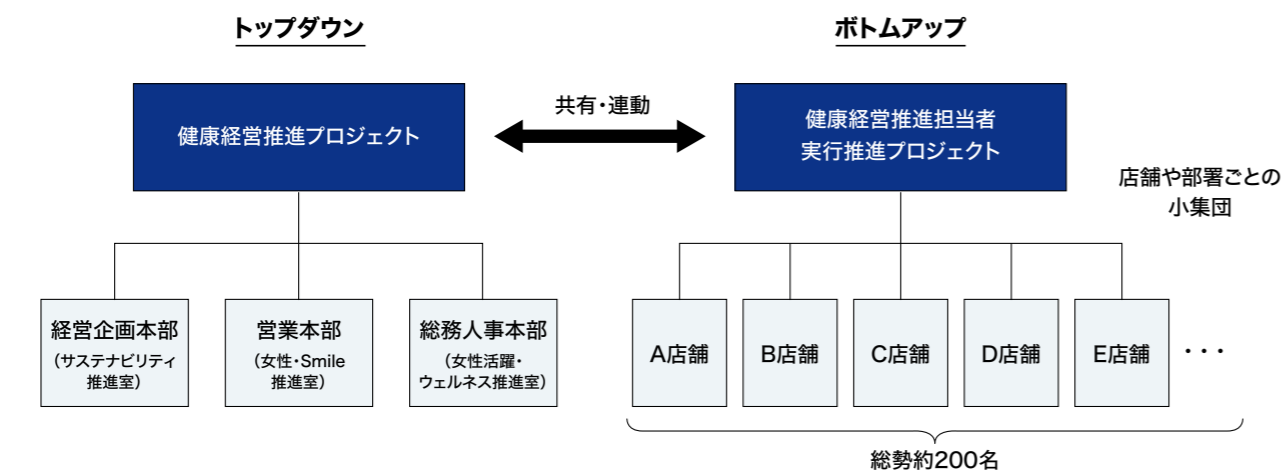 トップダウン
健康経営推進プロジェクト
経営企画本部
（サステナビリティ
推進室）
営業本部
（女性・Smile
推進室）
総務人事本部
（女性活躍・
ウェルネス推進室）
共有・連動
ボトムアップ
健康経営推進担当者
実行推進プロジェクト
店舗や部署ごとの
小集団
A店舗
B店舗
C店舗
D店舗
E店舗
・・・
総勢約200名